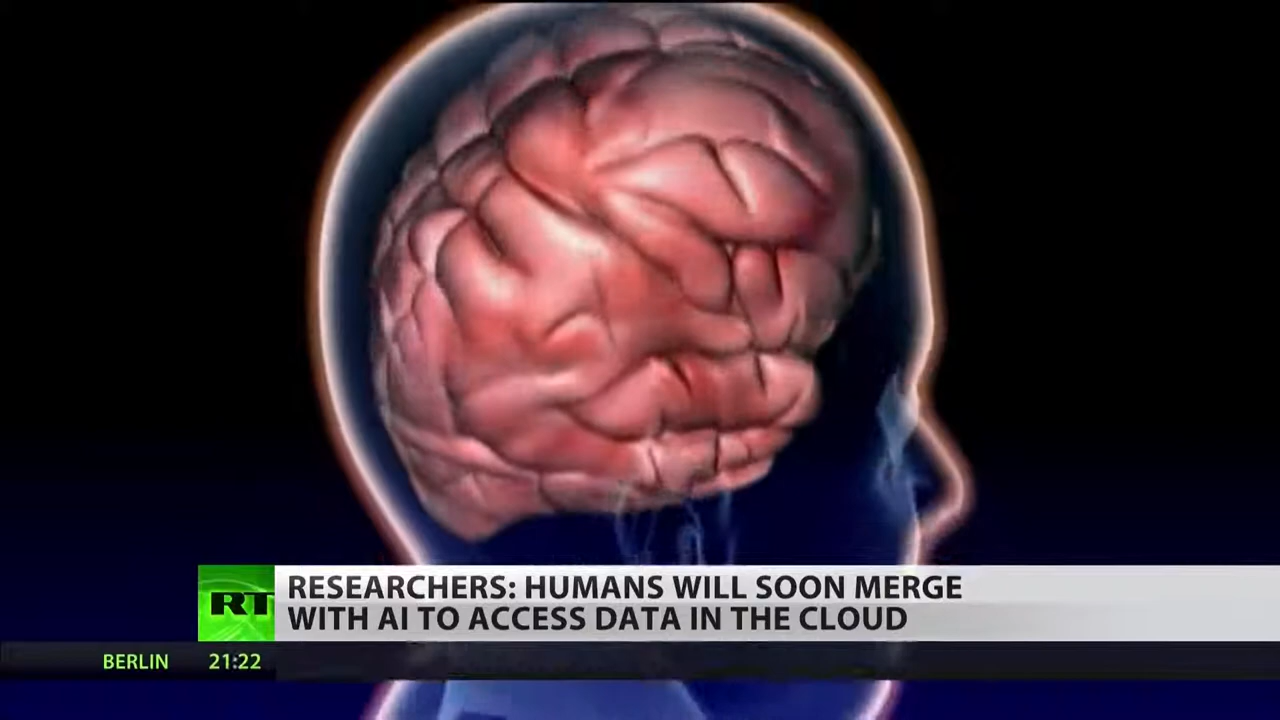 RT
RESEARCHERS: HUMANS WILL SOON MERGE
WITH AI TO ACCESS DATA IN THE CLOUD
BERLIN 21:22